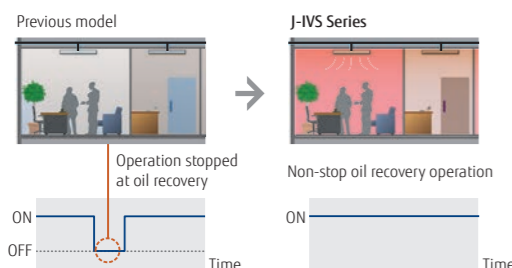 Previous model
J-IVS Series
Operation stopped
at oil recovery
Non-stop oil recovery operation
ON
OFF
Time
ON
Time